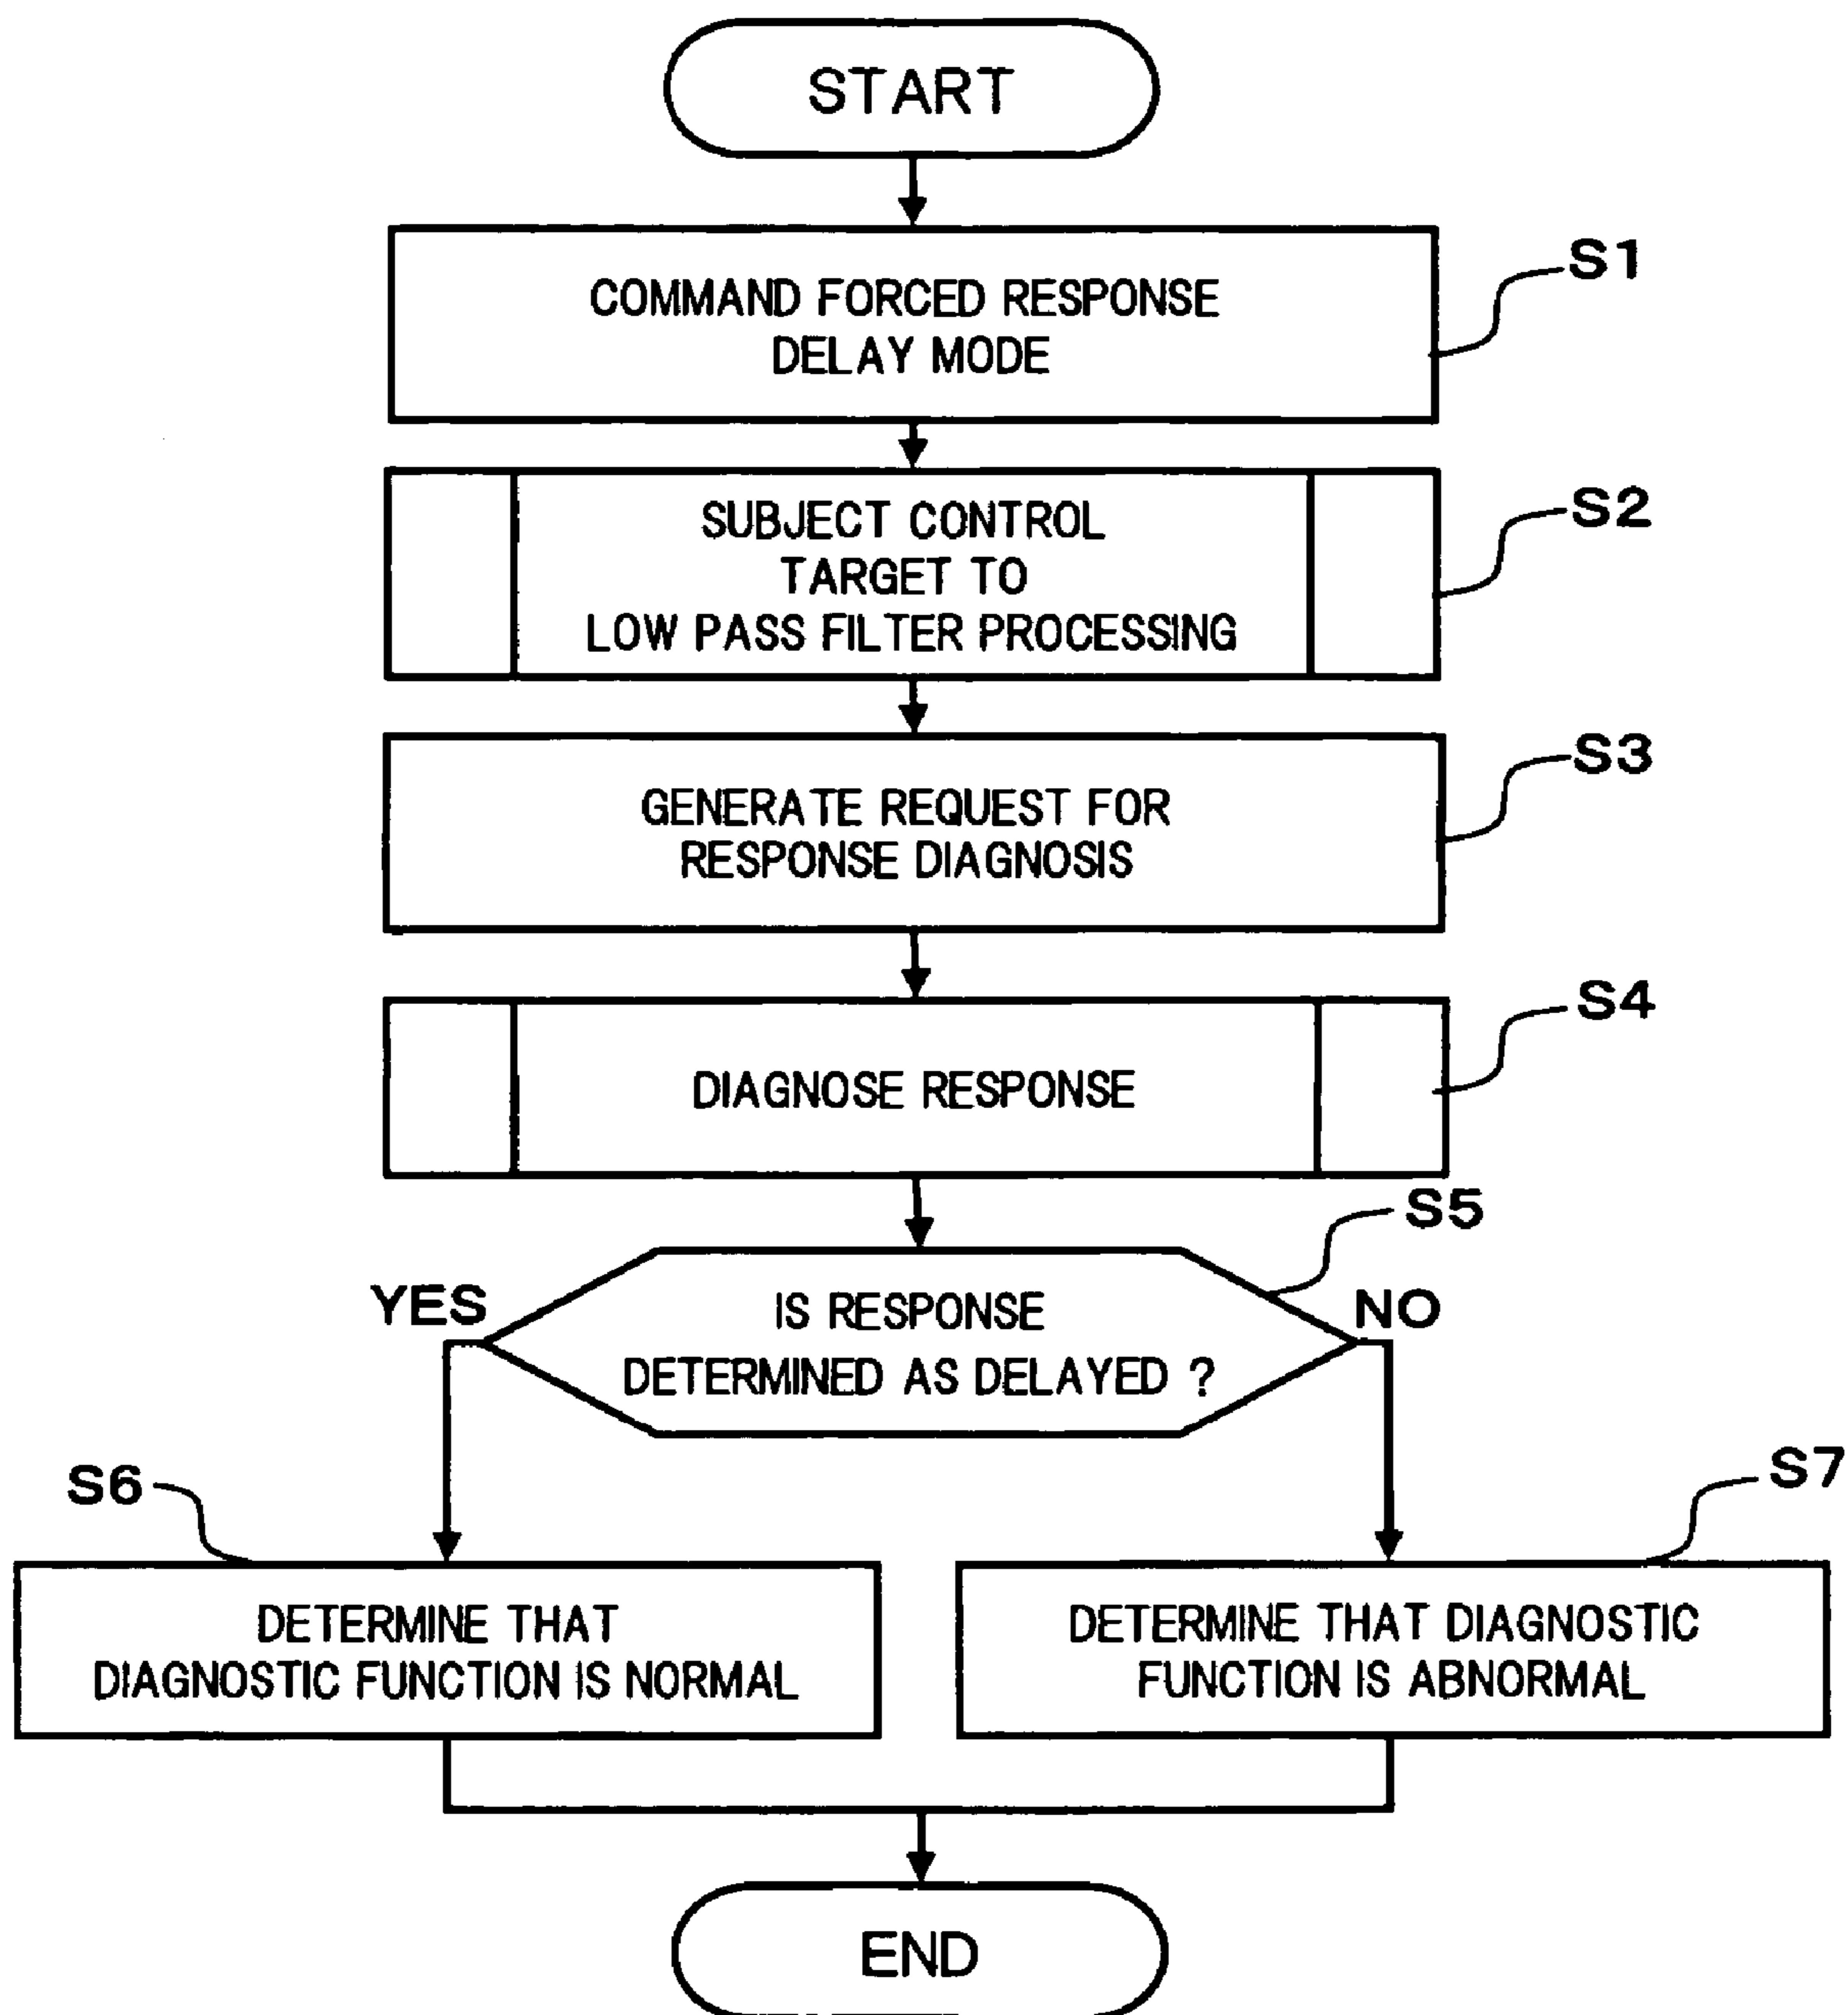 START
COMMAND FORCED RESPONSE
DELAY MODE
S1
SUBJECT CONTROL
TARGET TO
LOW PASS FILTER PROCESSING
S2
GENERATE REQUEST FOR
RESPONSE DIAGNOSIS
S3
DIAGNOSE RESPONSE
S4
S5
IS RESPONSE
DETERMINED AS DELAYED ?
YES
NO
S6
DETERMINE THAT
DIAGNOSTIC FUNCTION IS NORMAL
S7
DETERMINE THAT DIAGNOSTIC
FUNCTION IS ABNORMAL
END